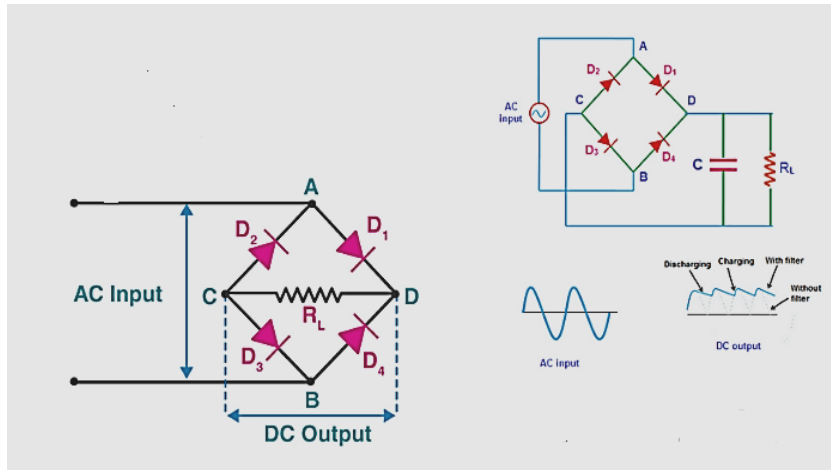 A
D2
D1
AC Input
C
RL
D
D3
D4
B
DC Output
A
D2
D1
AC
input
C
D
D3
D4
B
C
RL
AC input
Discharging
Charging
With filter
Without
filter
DC output